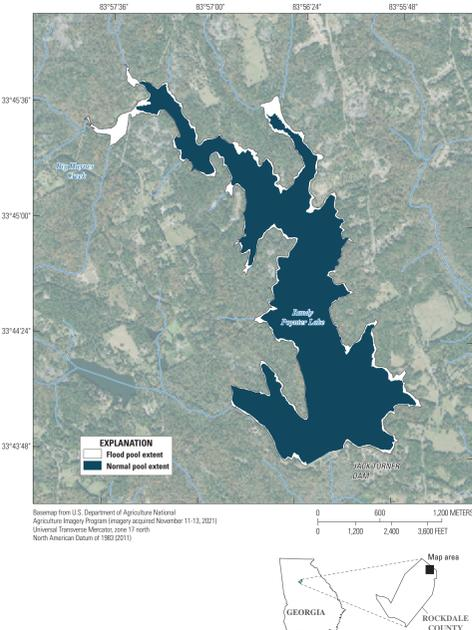 83°57'36" 83°57'00" 83°56'24" 83°55'48"
33°45'36"
Big Haynes
Creek
33°45'00"
Randy
Poynter Lake
33°44'24"
33°43'48"
JACK TURNER
DAM
EXPLANATION
Flood pool extent
Normal pool extent
Basemap from U.S. Department of Agriculture National
Agriculture Imagery Program (imagery acquired November 11-13, 2021)
Universal Transverse Mercator, zone 17 north
North American Datum of 1983 (2011)
0 600 1,200 METERS
0 1,200 2,400 3,600 FEET
Map area
GEORGIA
ROCKDALE
COUNTY